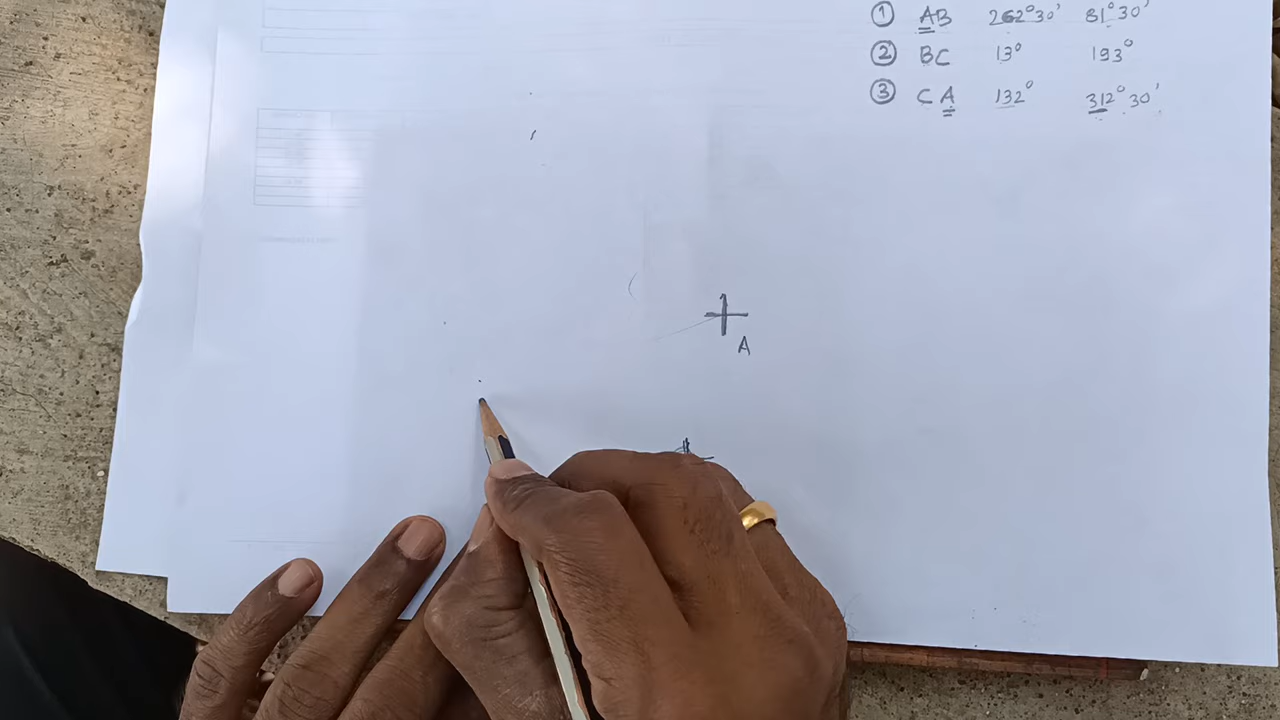 ① AB 262°30' 81°30'
② BC 13° 193°
③ CA 132° 312°30'
A